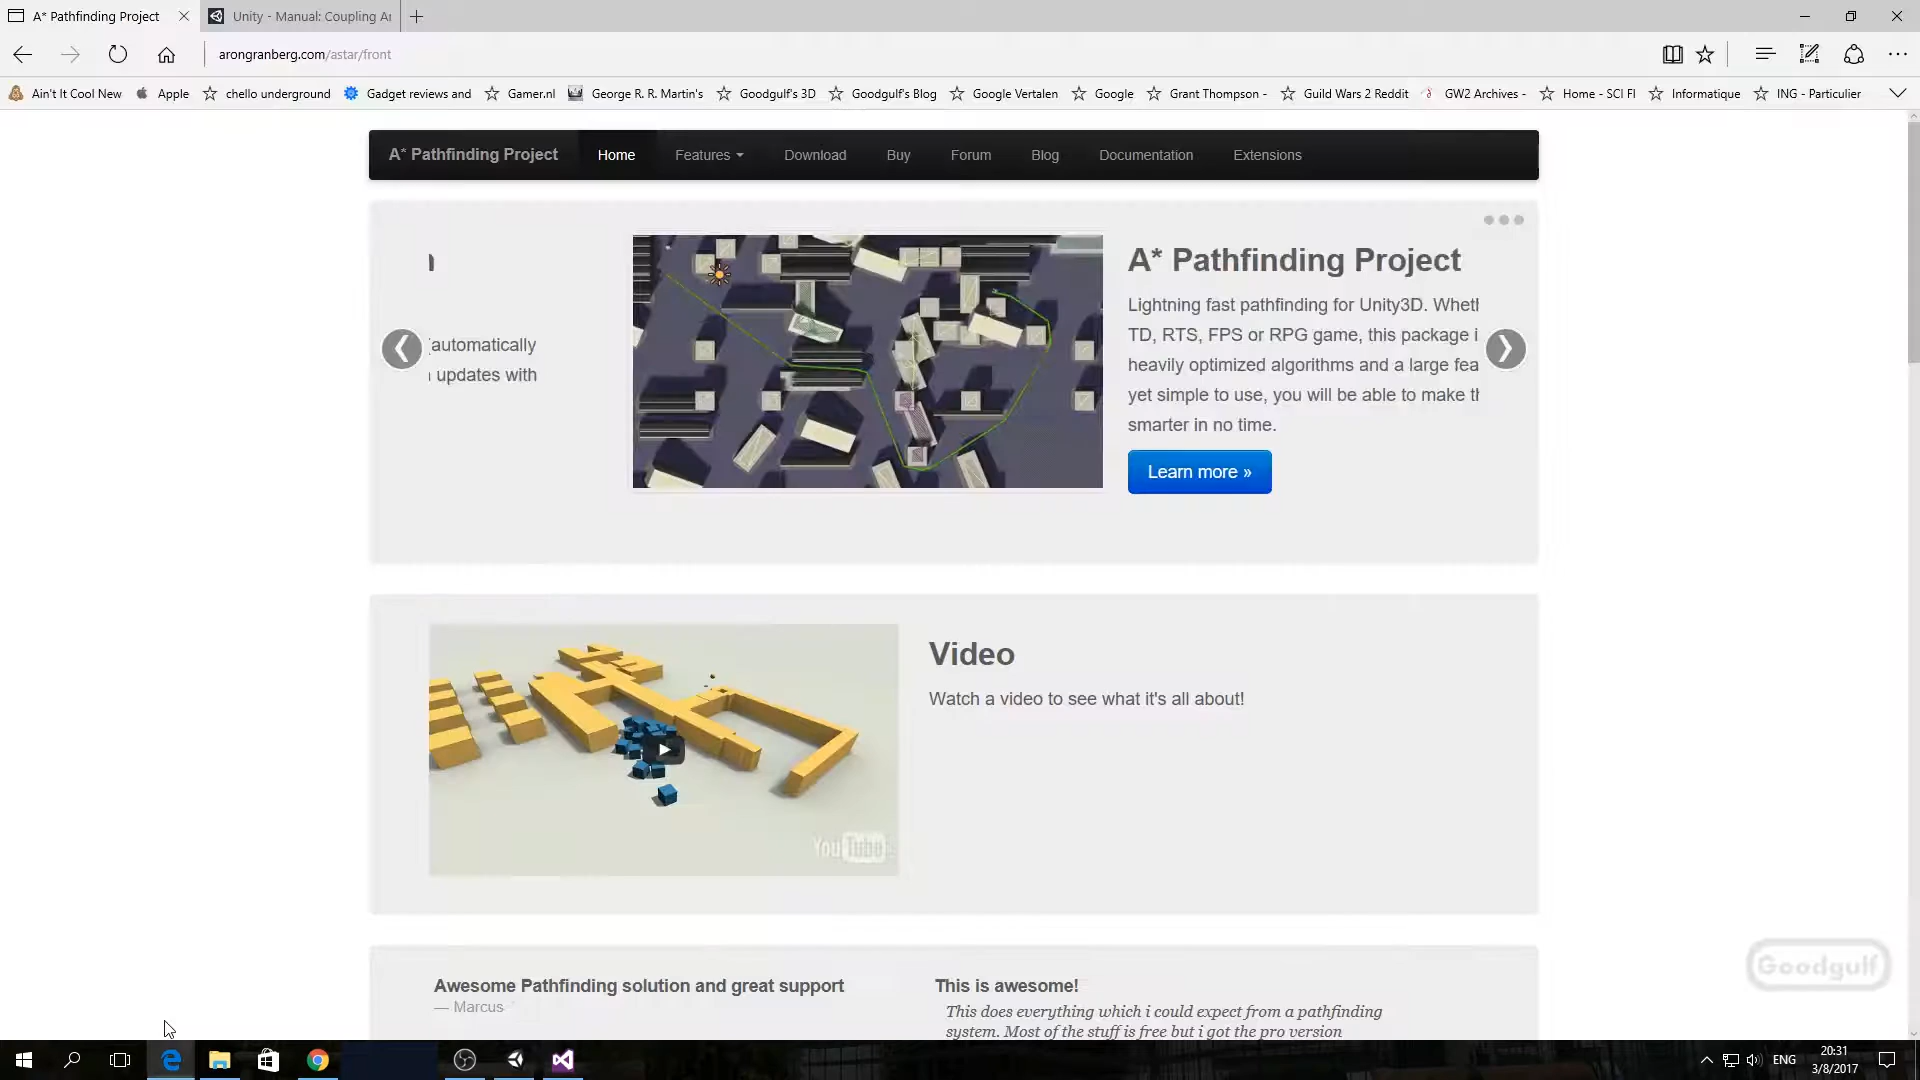 A* Pathfinding Project
Unity - Manual: Coupling Ar
arongranberg.com/astar/front
Ain't It Cool New
Apple
chello underground
Gadget reviews and
Gamer.nl
George R. R. Martin's
Goodgulf's 3D
Goodgulf's Blog
Google Vertalen
Google
Grant Thompson -
Guild Wars 2 Reddit
GW2 Archives -
Home - SCI FI
Informatique
ING - Particulier
A* Pathfinding Project
Home
Features
Download
Buy
Forum
Blog
Documentation
Extensions
automatically
updates with
A* Pathfinding Project
Lightning fast pathfinding for Unity3D. Wheth
TD, RTS, FPS or RPG game, this package i
heavily optimized algorithms and a large fea
yet simple to use, you will be able to make th
smarter in no time.
Learn more »
Video
Watch a video to see what it's all about!
YouTube
Awesome Pathfinding solution and great support
— Marcus
This is awesome!
This does everything which i could expect from a pathfinding
system. Most of the stuff is free but i got the pro version
Goodgulf
ENG
20:31
3/8/2017